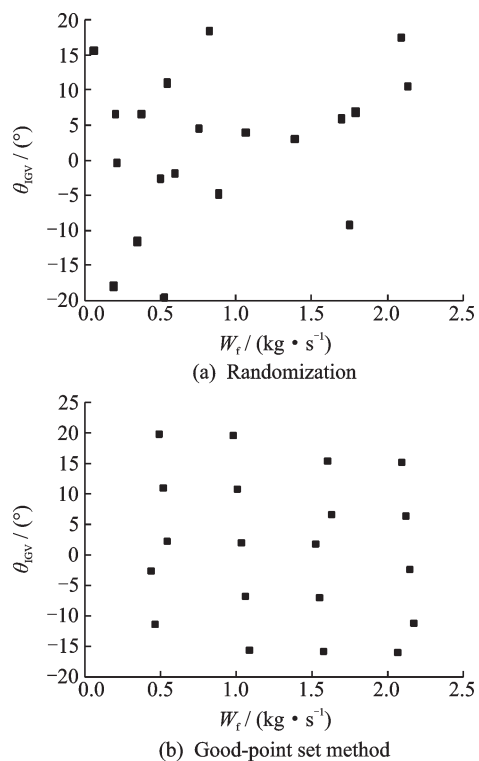 20
15
10
5
0
−5
−10
−15
−20
θIGV / (°)
0.0 0.5 1.0 1.5 2.0 2.5
Wf / (kg • s⁻¹)
(a) Randomization
25
20
15
10
5
0
−5
−10
−15
−20
θIGV / (°)
0.0 0.5 1.0 1.5 2.0 2.5
Wf / (kg • s⁻¹)
(b) Good-point set method